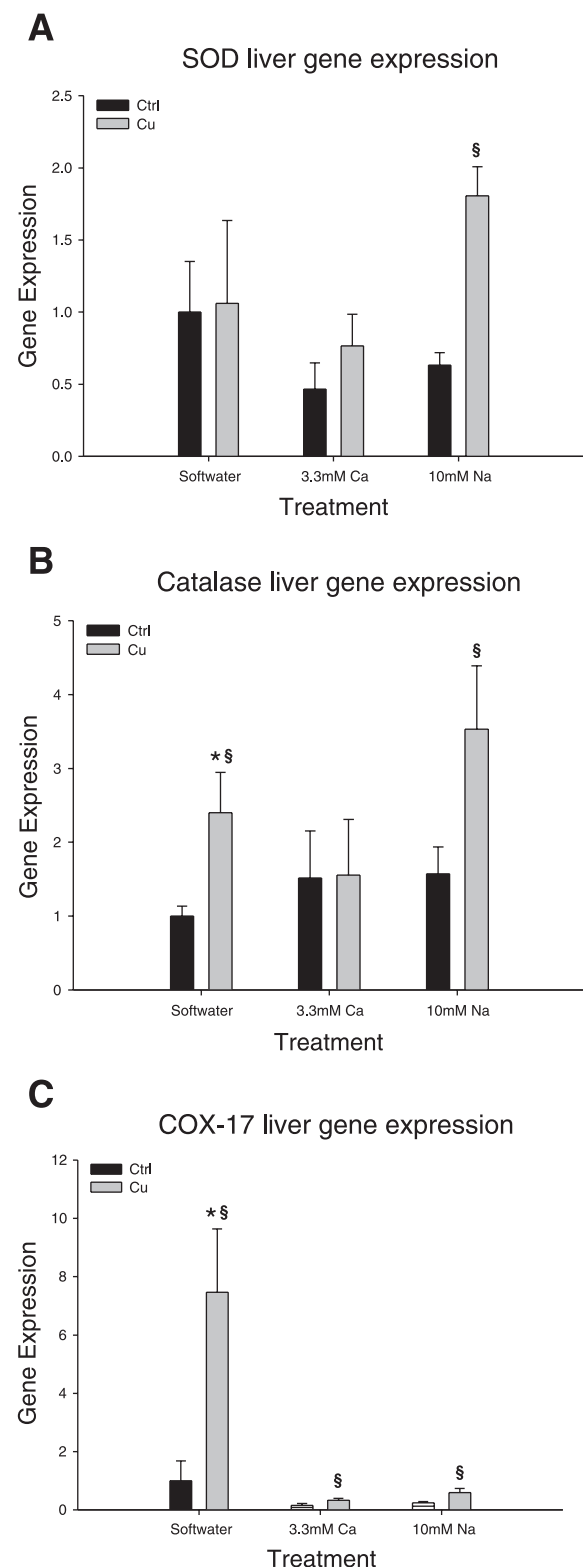 A
SOD liver gene expression
2.5
2.0
1.5
1.0
0.5
0.0
Gene Expression
Ctrl
Cu
§
Softwater 3.3mM Ca 10mM Na
Treatment
B
Catalase liver gene expression
5
4
3
2
1
0
Gene Expression
Ctrl
Cu
* §
§
Softwater 3.3mM Ca 10mM Na
Treatment
C
COX-17 liver gene expression
12
10
8
6
4
2
0
Gene Expression
Ctrl
Cu
* §
§ §
Softwater 3.3mM Ca 10mM Na
Treatment